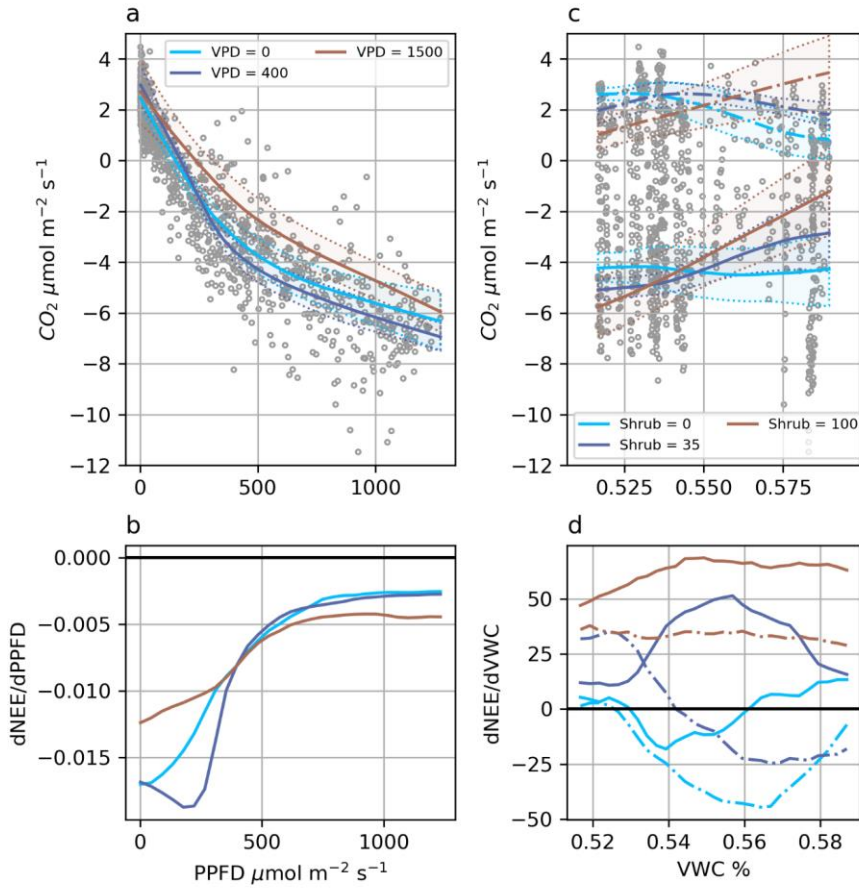 a
VPD = 0
VPD = 400
VPD = 1500
4
2
0
−2
−4
−6
−8
−10
−12
CO₂ μmol m⁻² s⁻¹
0
500
1000
c
4
2
0
−2
−4
−6
−8
−10
−12
CO₂ μmol m⁻² s⁻¹
Shrub = 0
Shrub = 35
Shrub = 100
0.525
0.550
0.575
b
0.000
−0.005
−0.010
−0.015
dNEE/dPPFD
0
500
1000
PPFD μmol m⁻² s⁻¹
d
50
25
0
−25
−50
dNEE/dVWC
0.52
0.54
0.56
0.58
VWC %